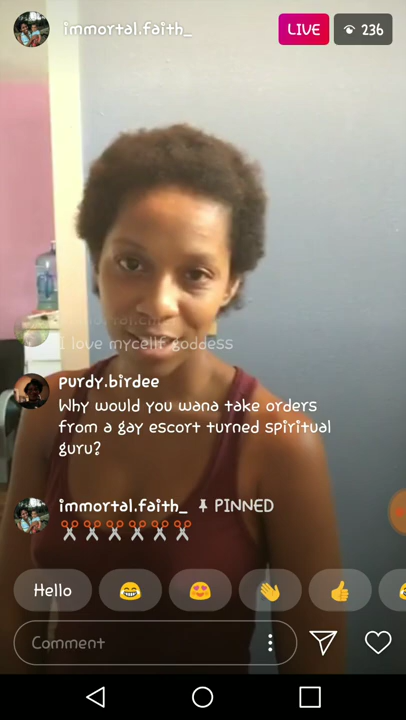 immortal.faith_
LIVE
236
I love mycellf goddess
purdy.birdee
Why would you wana take orders
from a gay escort turned spiritual
guru?
immortal.faith_ PINNED
Hello
Comment